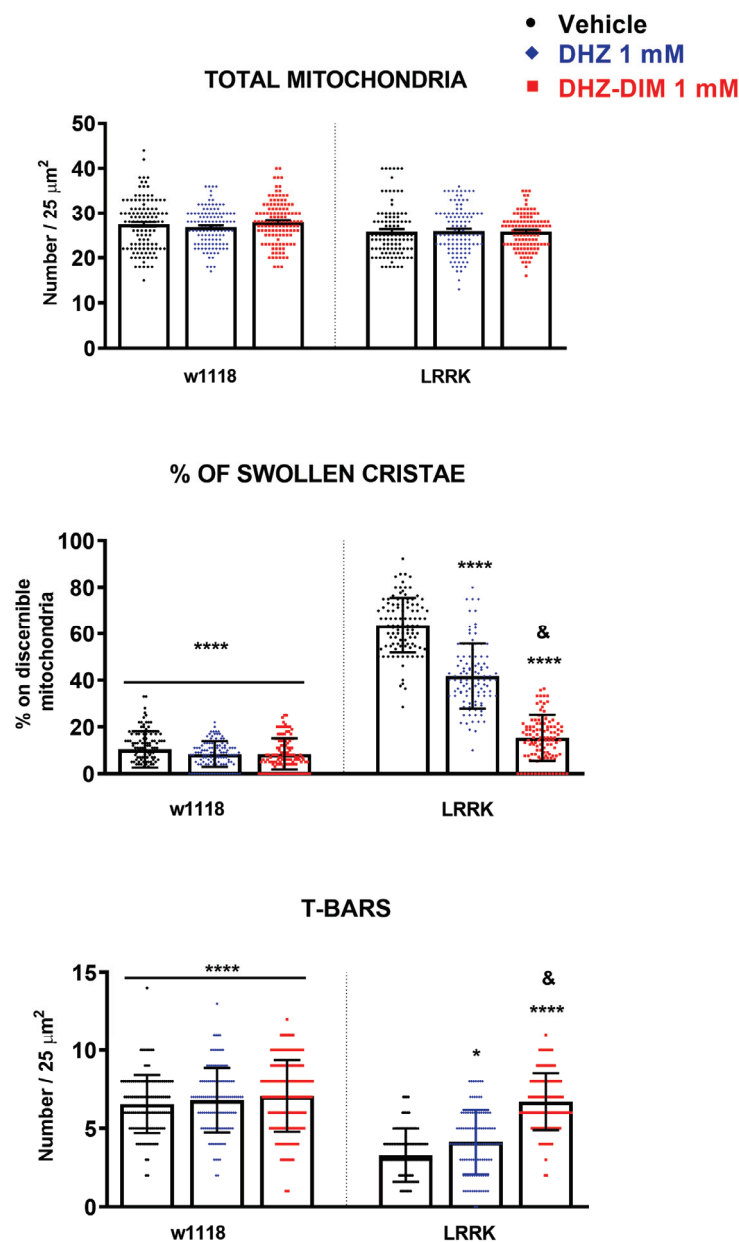 Vehicle
DHZ 1 mM
DHZ-DIM 1 mM
TOTAL MITOCHONDRIA
Number / 25 μm²
50
40
30
20
10
0
w1118
LRRK
% OF SWOLLEN CRISTAE
% on discernible
mitochondria
100
80
60
40
20
0
****
****
&
****
w1118
LRRK
T-BARS
Number / 25 μm²
15
10
5
0
****
*
&
****
w1118
LRRK